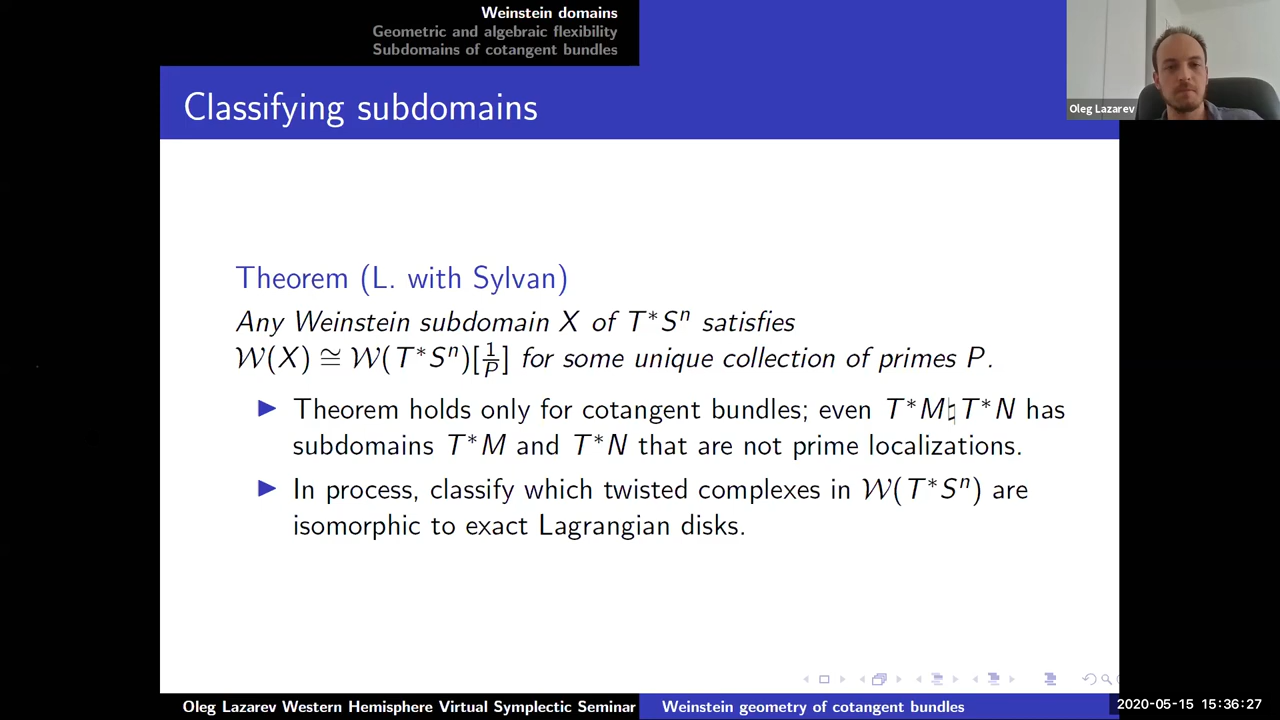 Weinstein domains
Geometric and algebraic flexibility
Subdomains of cotangent bundles
Classifying subdomains
Oleg Lazarev
Theorem (L. with Sylvan)
Any Weinstein subdomain X of T*Sⁿ satisfies
𝒲(X) ≅ 𝒲(T*Sⁿ)[1/P] for some unique collection of primes P.
▶ Theorem holds only for cotangent bundles; even T*M♮T*N has
subdomains T*M and T*N that are not prime localizations.
▶ In process, classify which twisted complexes in 𝒲(T*Sⁿ) are
isomorphic to exact Lagrangian disks.
Oleg Lazarev Western Hemisphere Virtual Symplectic Seminar
Weinstein geometry of cotangent bundles
2020-05-15 15:36:27